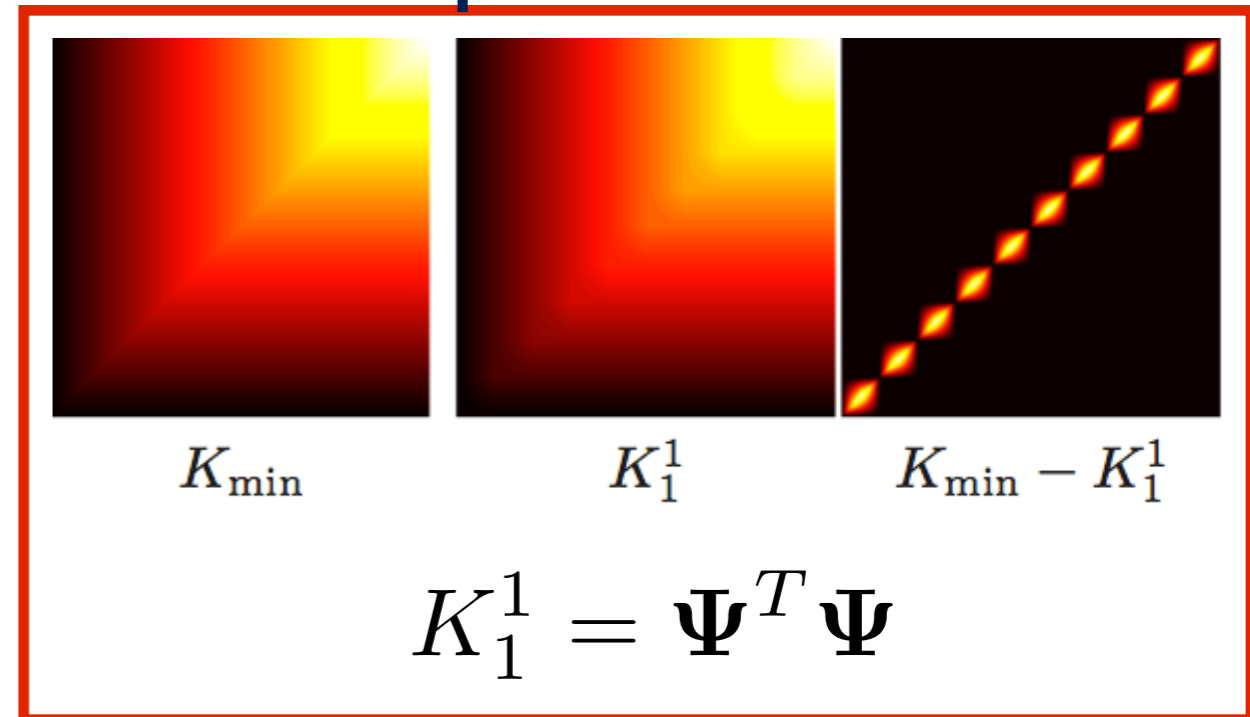 K_min K_1^1 K_min − K_1^1
K_1^1 = Ψ^T Ψ